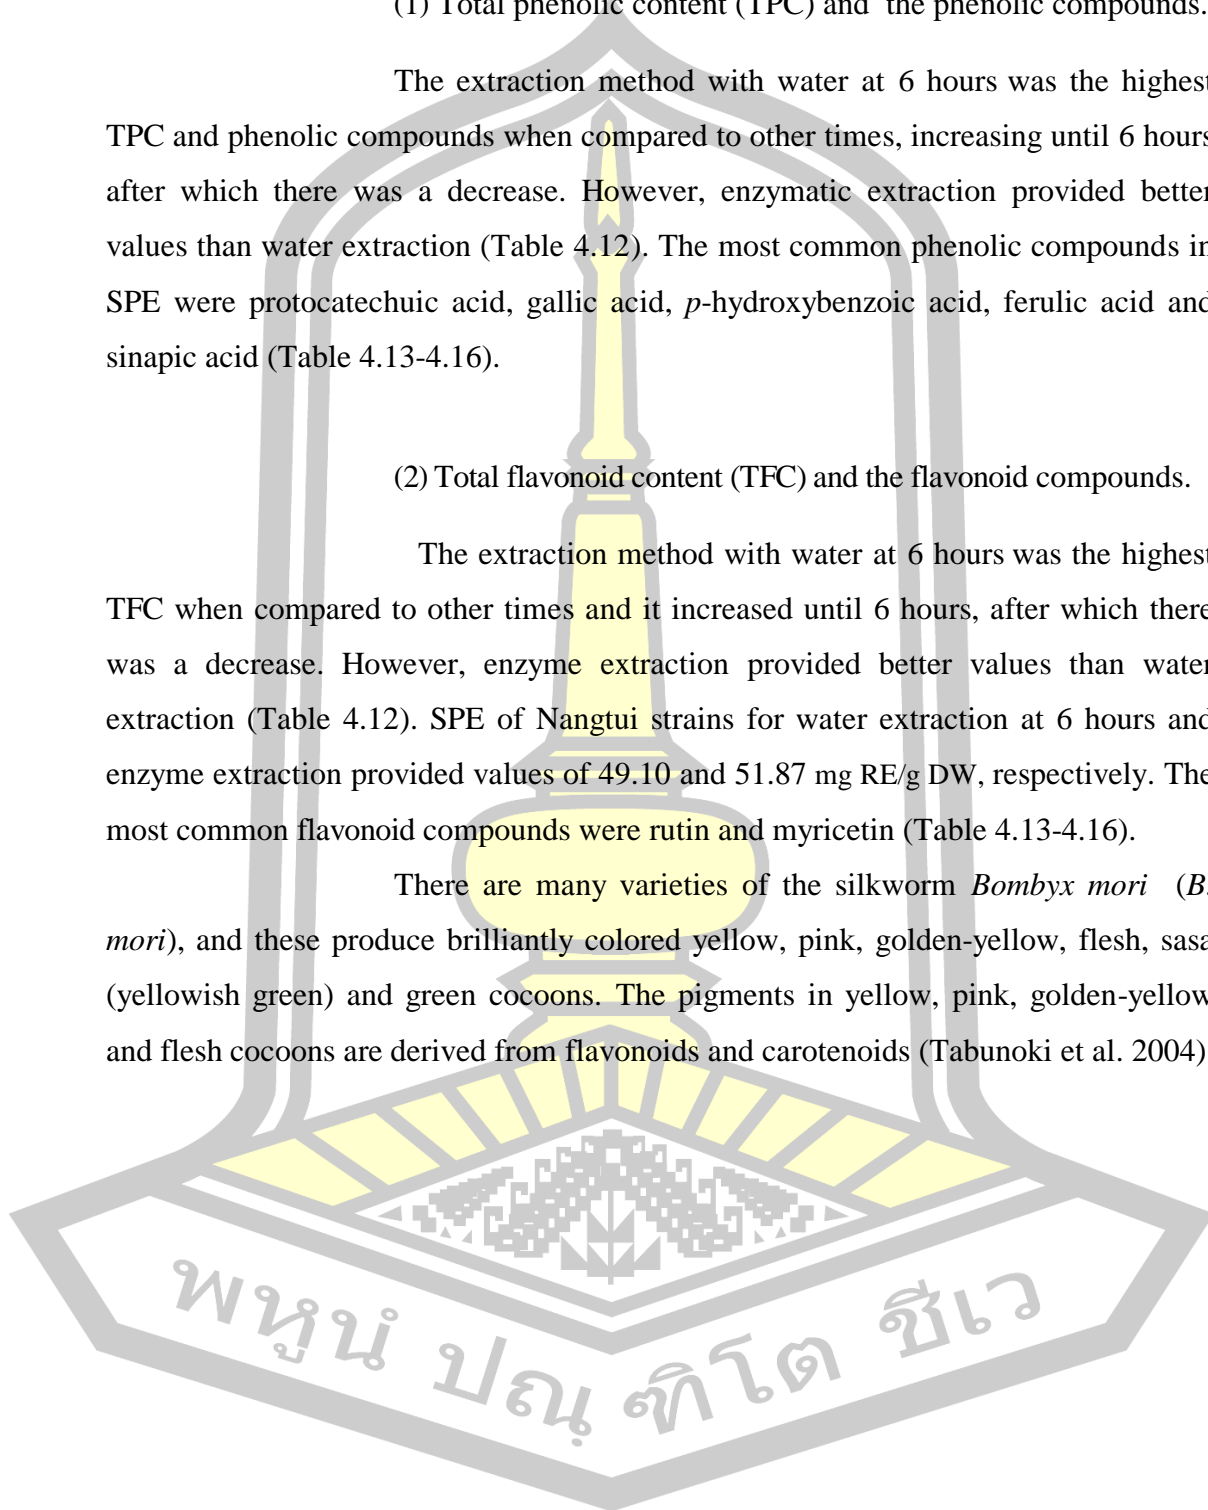 (1) Total phenolic content (TPC) and the phenolic compounds.
The extraction method with water at 6 hours was the highest
TPC and phenolic compounds when compared to other times, increasing until 6 hours
after which there was a decrease. However, enzymatic extraction provided better
values than water extraction (Table 4.12). The most common phenolic compounds in
SPE were protocatechuic acid, gallic acid, p-hydroxybenzoic acid, ferulic acid and
sinapic acid (Table 4.13-4.16).
(2) Total flavonoid content (TFC) and the flavonoid compounds.
The extraction method with water at 6 hours was the highest
TFC when compared to other times and it increased until 6 hours, after which there
was a decrease. However, enzyme extraction provided better values than water
extraction (Table 4.12). SPE of Nangtui strains for water extraction at 6 hours and
enzyme extraction provided values of 49.10 and 51.87 mg RE/g DW, respectively. The
most common flavonoid compounds were rutin and myricetin (Table 4.13-4.16).
There are many varieties of the silkworm Bombyx mori (B.
mori), and these produce brilliantly colored yellow, pink, golden-yellow, flesh, sasa
(yellowish green) and green cocoons. The pigments in yellow, pink, golden-yellow
and flesh cocoons are derived from flavonoids and carotenoids (Tabunoki et al. 2004)
พหูนํ ปณฺฑิโต ชีเว